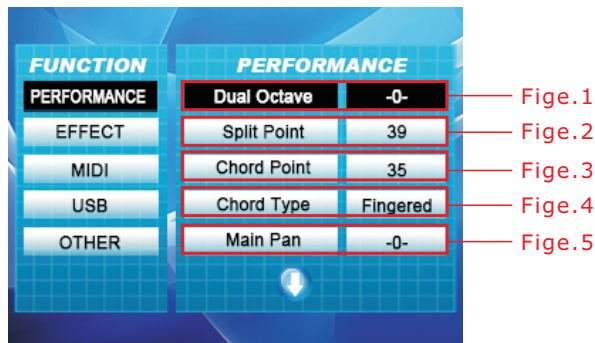 FUNCTION PERFORMANCE
PERFORMANCE Dual Octave -0- Fige.1
EFFECT Split Point 39 Fige.2
MIDI Chord Point 35 Fige.3
USB Chord Type Fingered Fige.4
OTHER Main Pan -0- Fige.5